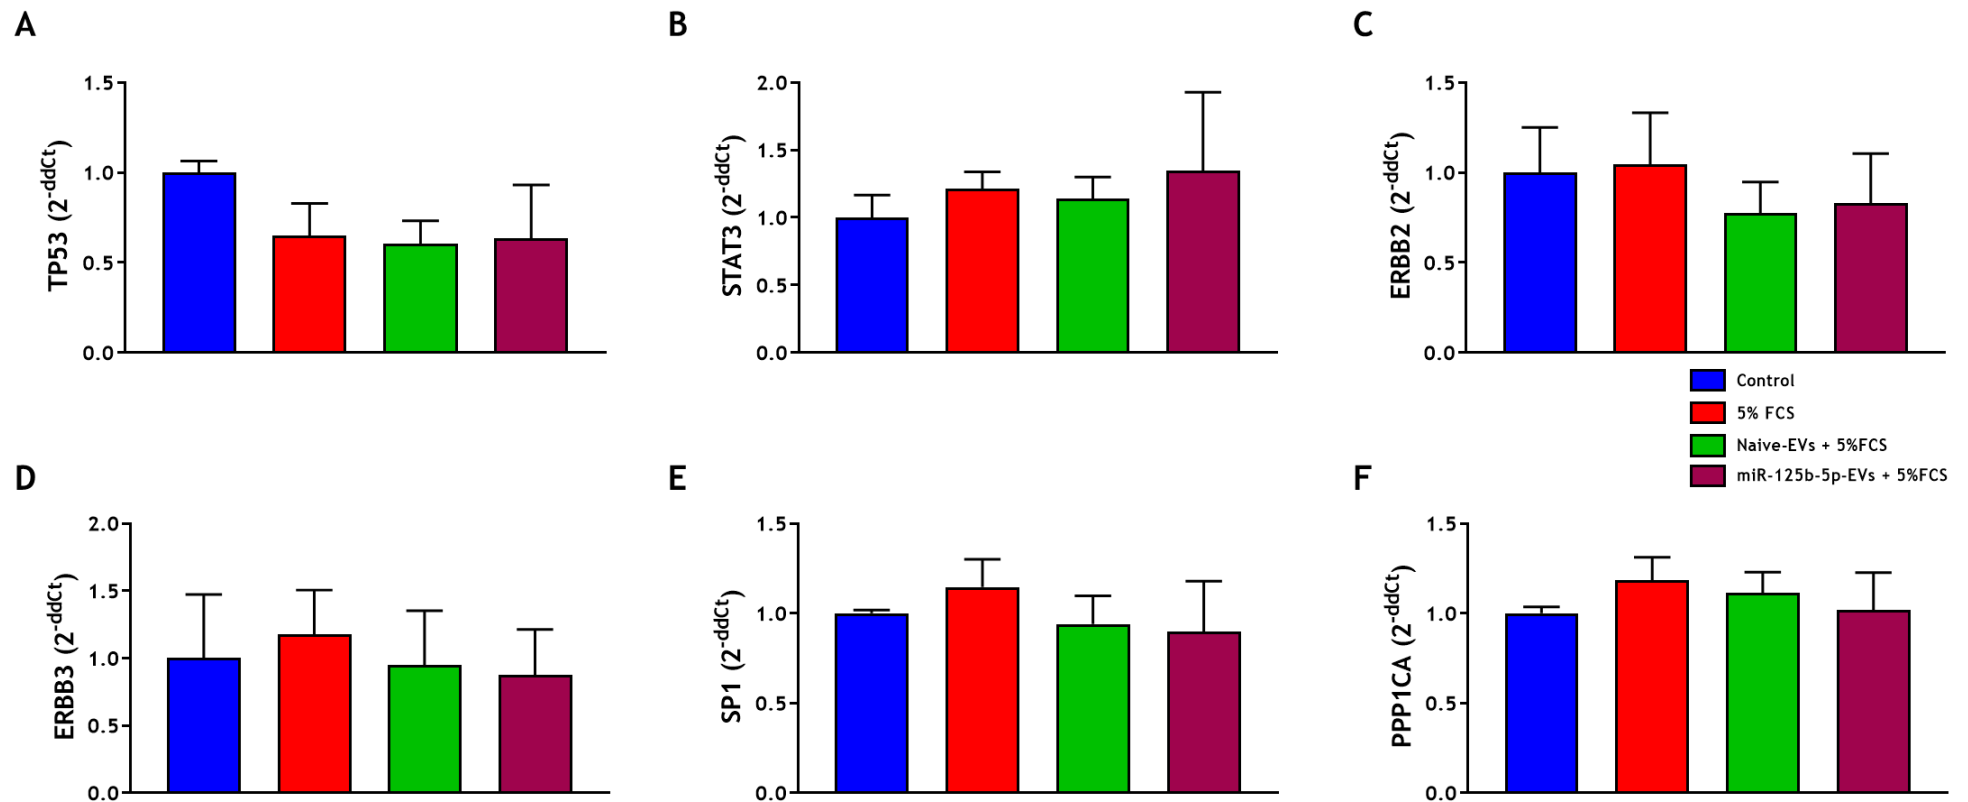 A
B
C
1.5
1.0
0.5
0.0
TP53 (2-ddCt)
2.0
1.5
1.0
0.5
0.0
STAT3 (2-ddCt)
1.5
1.0
0.5
0.0
ERBB2 (2-ddCt)
Control
5% FCS
Naive-EVs + 5%FCS
miR-125b-5p-EVs + 5%FCS
D
E
F
2.0
1.5
1.0
0.5
0.0
ERBB3 (2-ddCt)
1.5
1.0
0.5
0.0
SP1 (2-ddCt)
1.5
1.0
0.5
0.0
PPP1CA (2-ddCt)